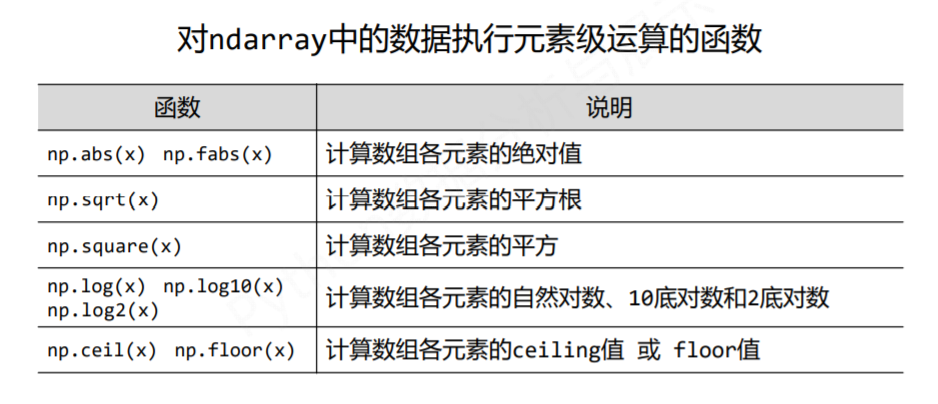 对ndarray中的数据执行元素级运算的函数
函数 说明
np.abs(x) np.fabs(x) 计算数组各元素的绝对值
np.sqrt(x) 计算数组各元素的平方根
np.square(x) 计算数组各元素的平方
np.log(x) np.log10(x)
np.log2(x)
计算数组各元素的自然对数、10底对数和2底对数
np.ceil(x) np.floor(x) 计算数组各元素的ceiling值 或 floor值